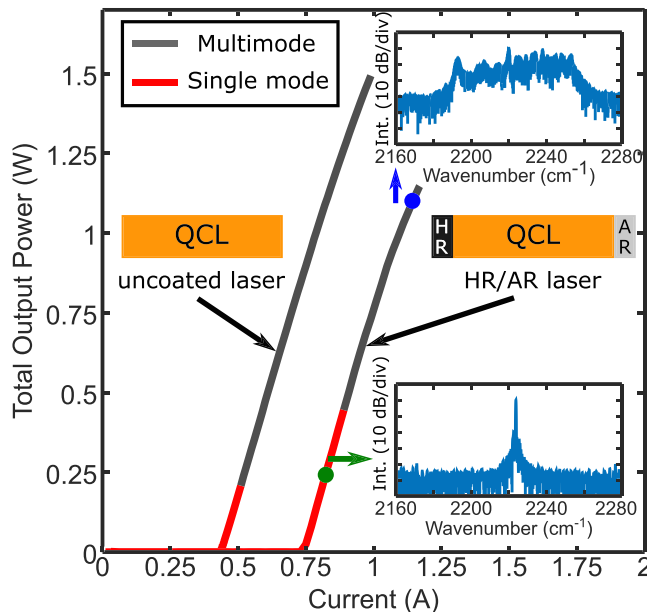 Multimode
Single mode
Total Output Power (W)
1.5
1.25
1
0.75
0.5
0.25
0
0
0.25
0.5
0.75
1
1.25
1.5
1.75
2
Current (A)
QCL
uncoated laser
HR
QCL
AR
HR/AR laser
Int. (10 dB/div)
2160
2200
2240
2280
Wavenumber (cm⁻¹)
Int. (10 dB/div)
2160
2200
2240
2280
Wavenumber (cm⁻¹)